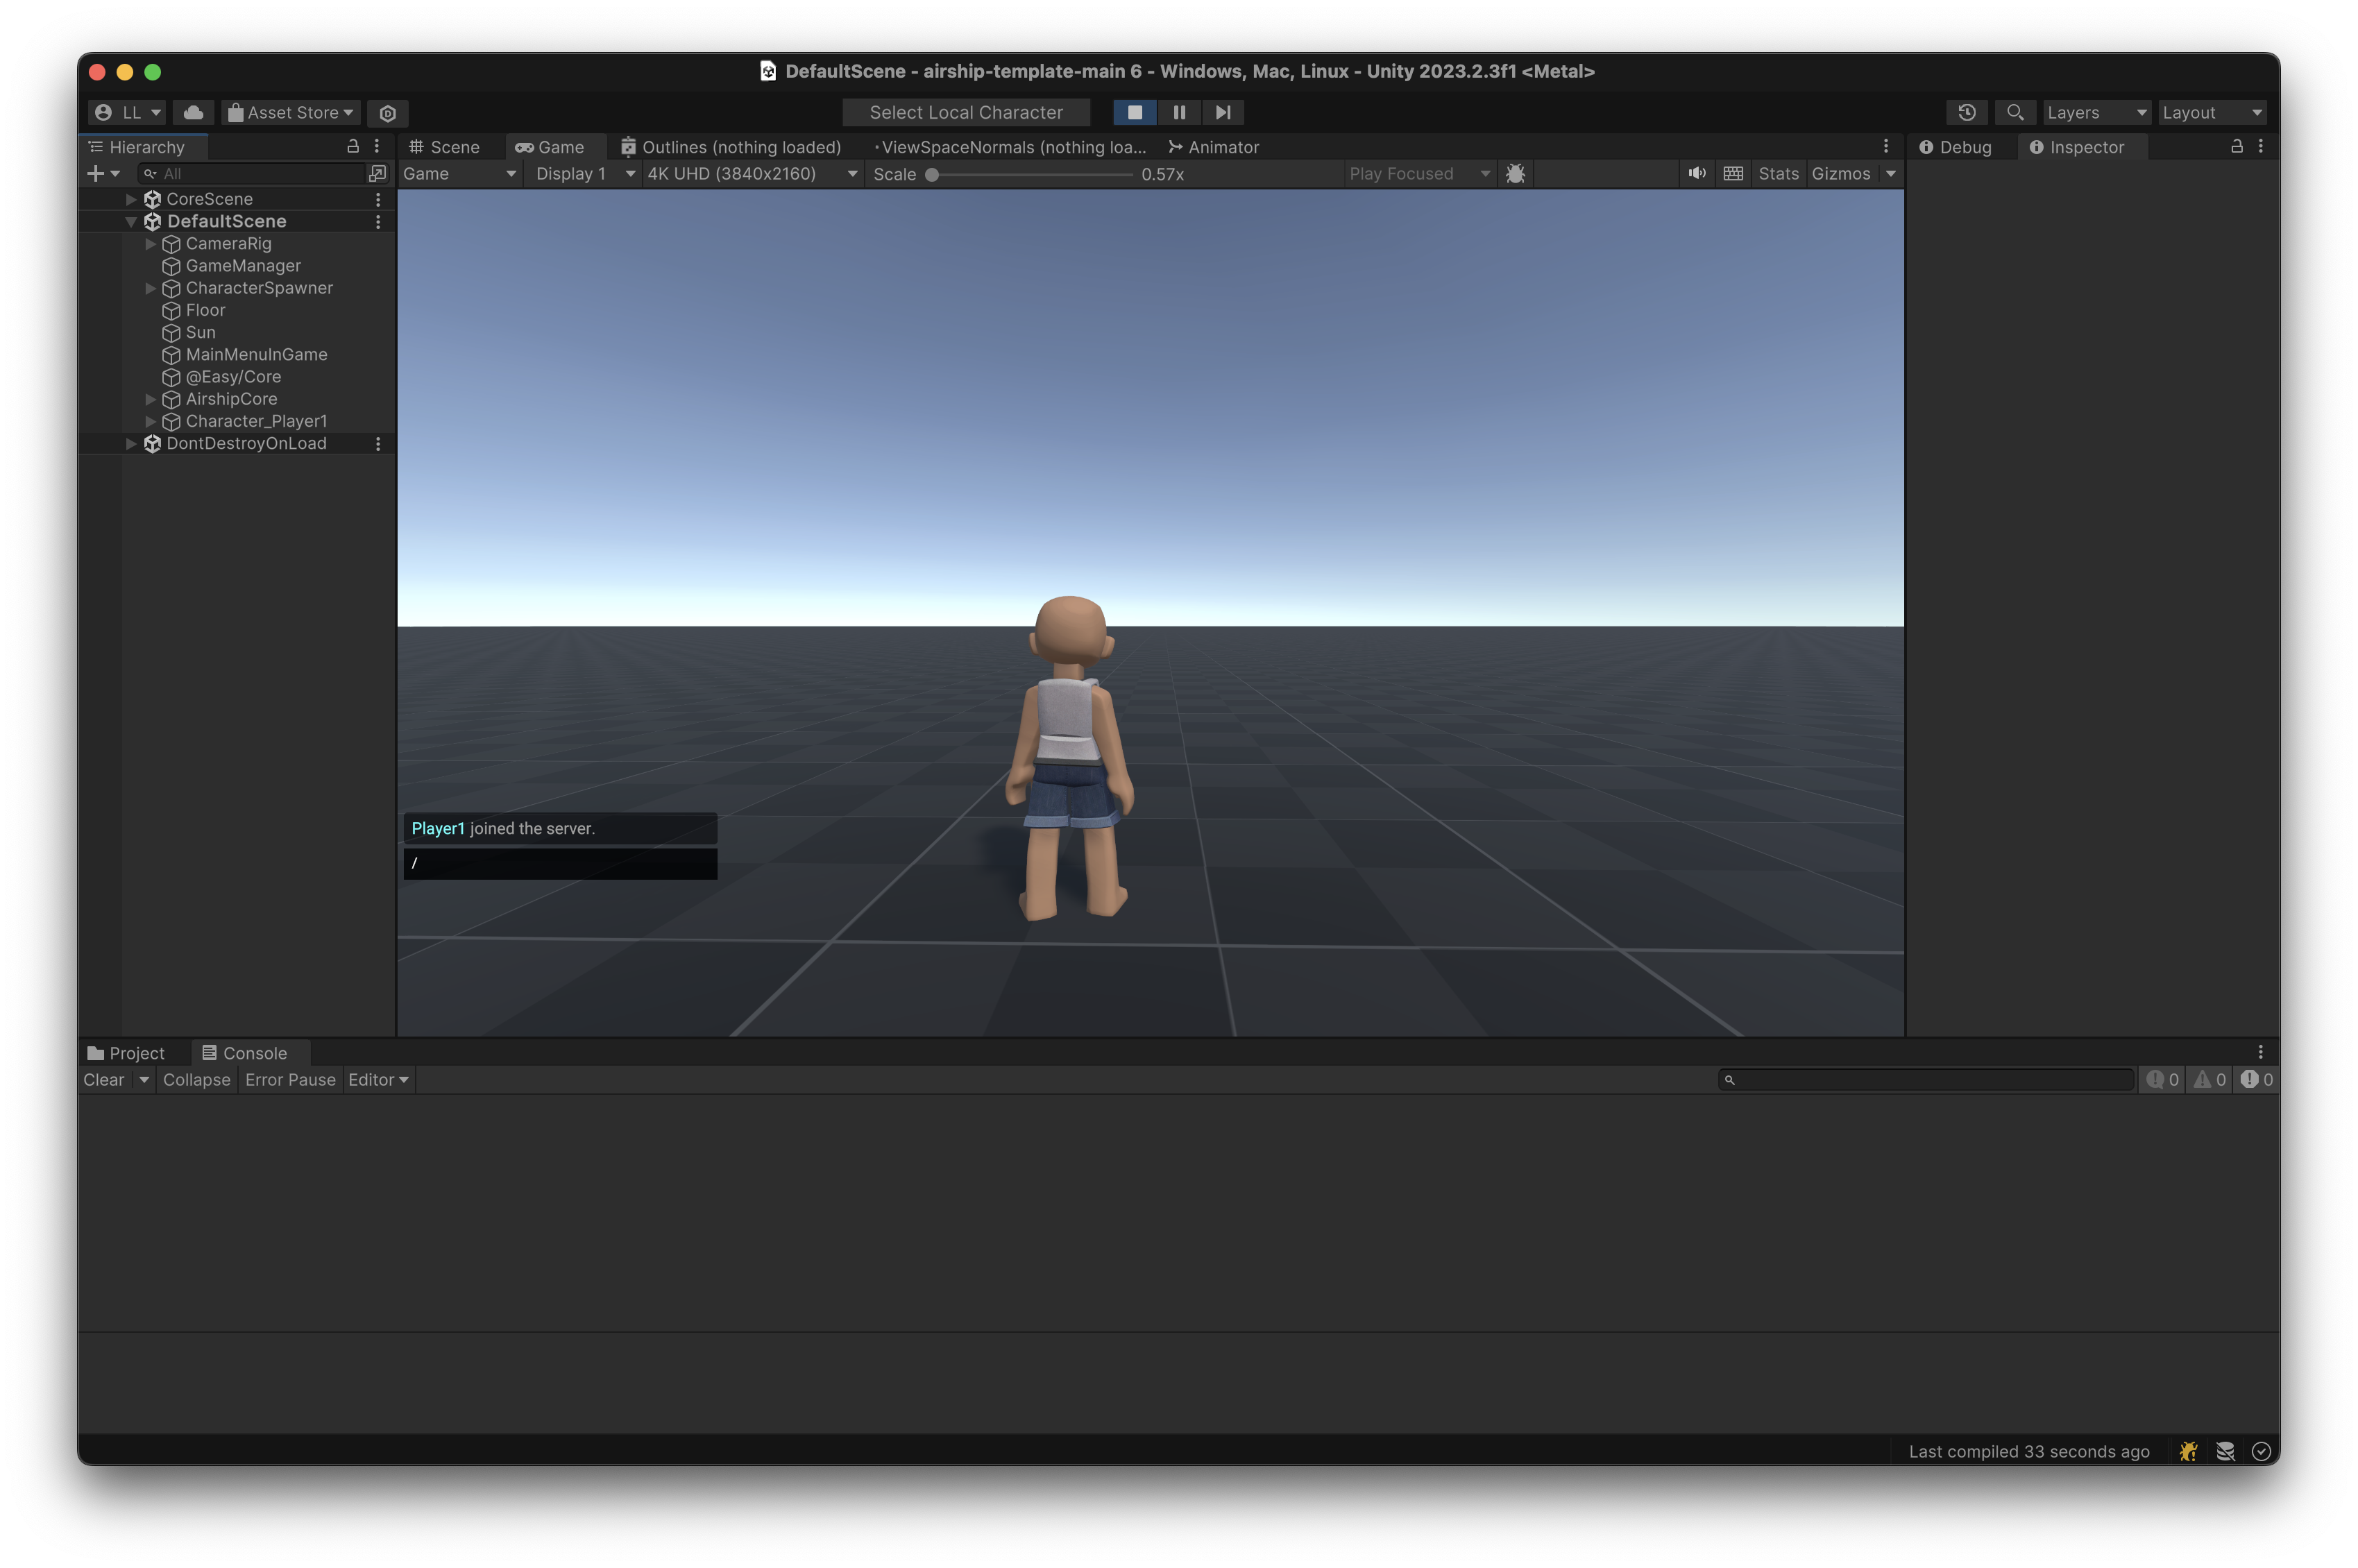 DefaultScene - airship-template-main 6 - Windows, Mac, Linux - Unity 2023.2.3f1 <Metal>
LL Asset Store Select Local Character Layers Layout
Hierarchy Scene Game Outlines (nothing loaded) ViewSpaceNormals (nothing loa... Animator Debug Inspector
All Game Display 1 4K UHD (3840x2160) Scale 0.57x Play Focused Stats Gizmos
CoreScene
DefaultScene
CameraRig
GameManager
CharacterSpawner
Floor
Sun
MainMenuInGame
@Easy/Core
AirshipCore
Character_Player1
DontDestroyOnLoad
Player1 joined the server.
/
Project Console
Clear Collapse Error Pause Editor 0 0 0
Last compiled 33 seconds ago